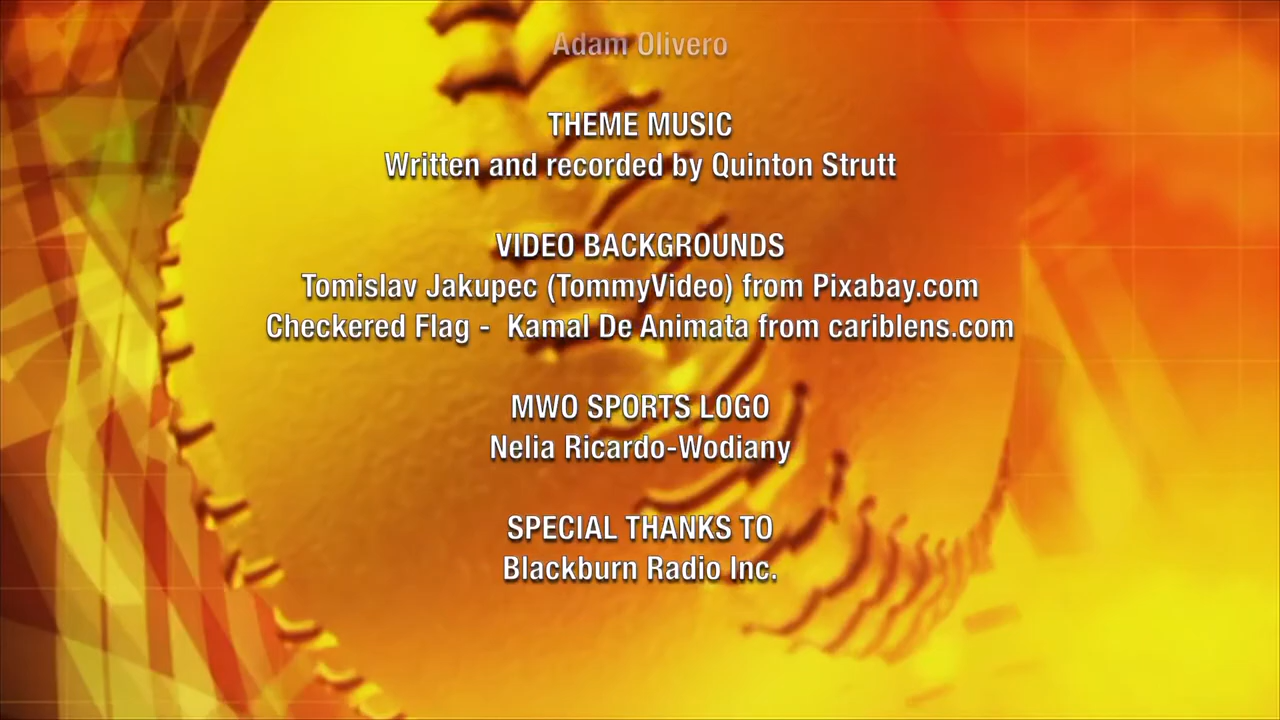 Adam Olivero
THEME MUSIC
Written and recorded by Quinton Strutt
VIDEO BACKGROUNDS
Tomislav Jakupec (TommyVideo) from Pixabay.com
Checkered Flag -  Kamal De Animata from cariblens.com
MWO SPORTS LOGO
Nelia Ricardo-Wodiany
SPECIAL THANKS TO
Blackburn Radio Inc.